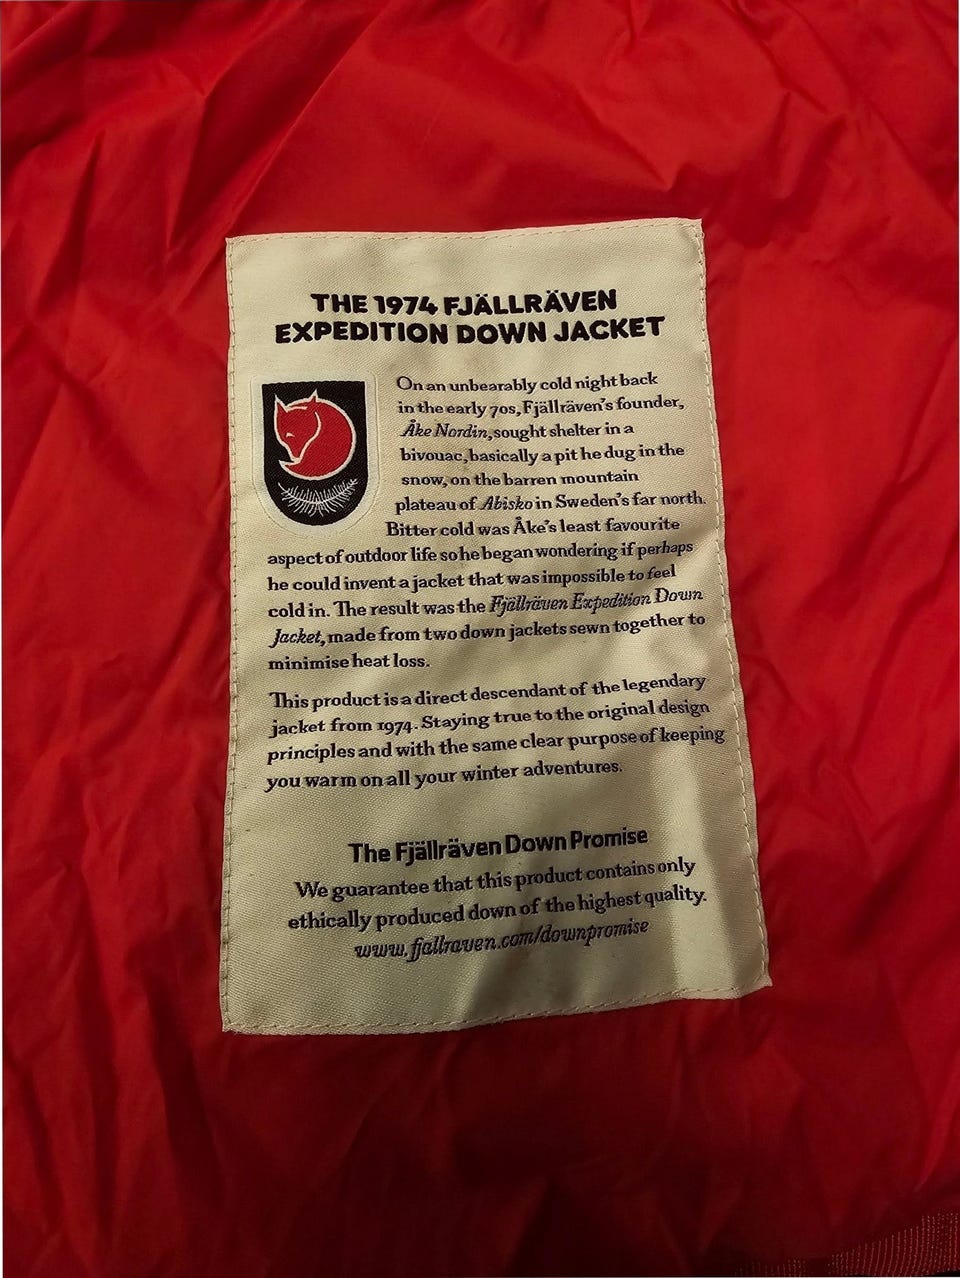 THE 1974 FJÄLLRÄVEN
EXPEDITION DOWN JACKET
On an unbearably cold night back
in the early 70s, Fjällräven's founder,
Åke Nordin, sought shelter in a
bivouac, basically a pit he dug in the
snow, on the barren mountain
plateau of Abisko in Sweden's far north.
Bitter cold was Åke's least favourite
aspect of outdoor life so he began wondering if perhaps
he could invent a jacket that was impossible to feel
cold in. The result was the Fjällräven Expedition Down
Jacket, made from two down jackets sewn together to
minimise heat loss.
This product is a direct descendant of the legendary
jacket from 1974. Staying true to the original design
principles and with the same clear purpose of keeping
you warm on all your winter adventures.
The Fjällräven Down Promise
We guarantee that this product contains only
ethically produced down of the highest quality.
www.fjallraven.com/downpromise